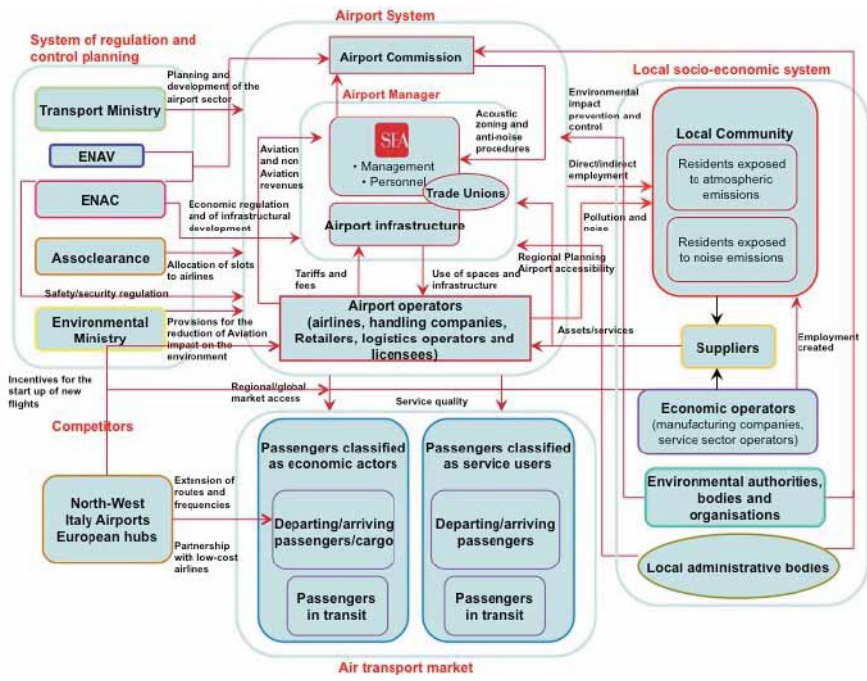 Airport System
System of regulation and
control planning
Planning and
development of the
airport sector
Transport Ministry
ENAV
ENAC
Economic regulation
and of infrastructural
development
Assoclearance
Allocation of slots
to airlines
Safety/security regulation
Environmental
Ministry
Provisions for the
reduction of Aviation
impact on the
environment
Incentives for the
start up of new
flights
Competitors
North-West
Italy Airports
European hubs
Extension of
routes and
frequencies
Partnership
with low-cost
airlines
Airport Commission
Airport Manager
Aviation and non
Aviation
revenues
SEA
• Management
• Personnel
Trade Unions
Acoustic
zoning and
anti-noise
procedures
Airport infrastructure
Tariffs and
fees
Use of spaces and
infrastructure
Airport operators
(airlines, handling companies,
Retailers, logistics operators and
licensees)
Regional/global
market access
Service quality
Environmental
impact
prevention and
control
Direct/indirect
employment
Pollution and
noise
Regional Planning
Airport accessibility
Assets/services
Local socio-economic system
Local Community
Residents exposed
to atmospheric
emissions
Residents exposed
to noise emissions
Suppliers
Employment
created
Economic operators
(manufacturing companies,
service sector operators)
Environmental authorities,
bodies and
organisations
Local administrative bodies
Passengers classified
as economic actors
Departing/arriving
passengers/cargo
Passengers
in transit
Passengers classified
as service users
Departing/arriving
passengers
Passengers
in transit
Air transport market